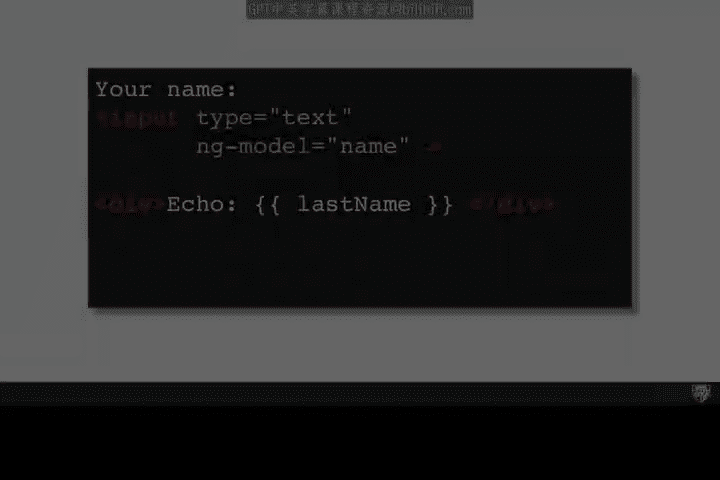 Your name:
<input type="text"
ng-model="name" >
<div>Echo: {{ lastName }} </div>